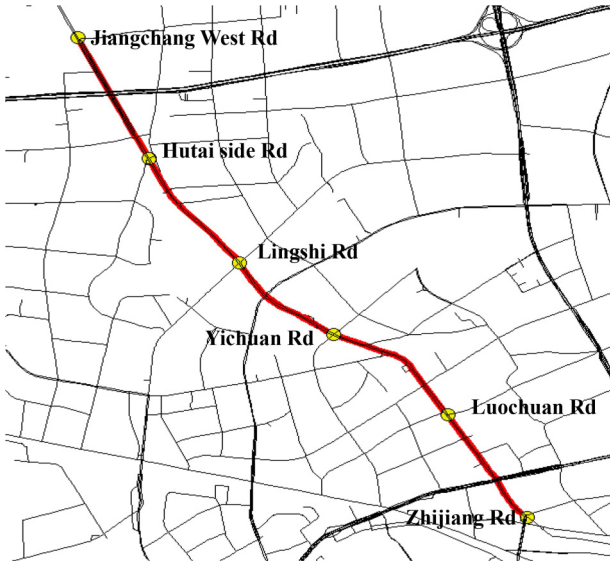 Jiangchang West Rd
Hutai side Rd
Lingshi Rd
Yichuan Rd
Luochuan Rd
Zhijiang Rd